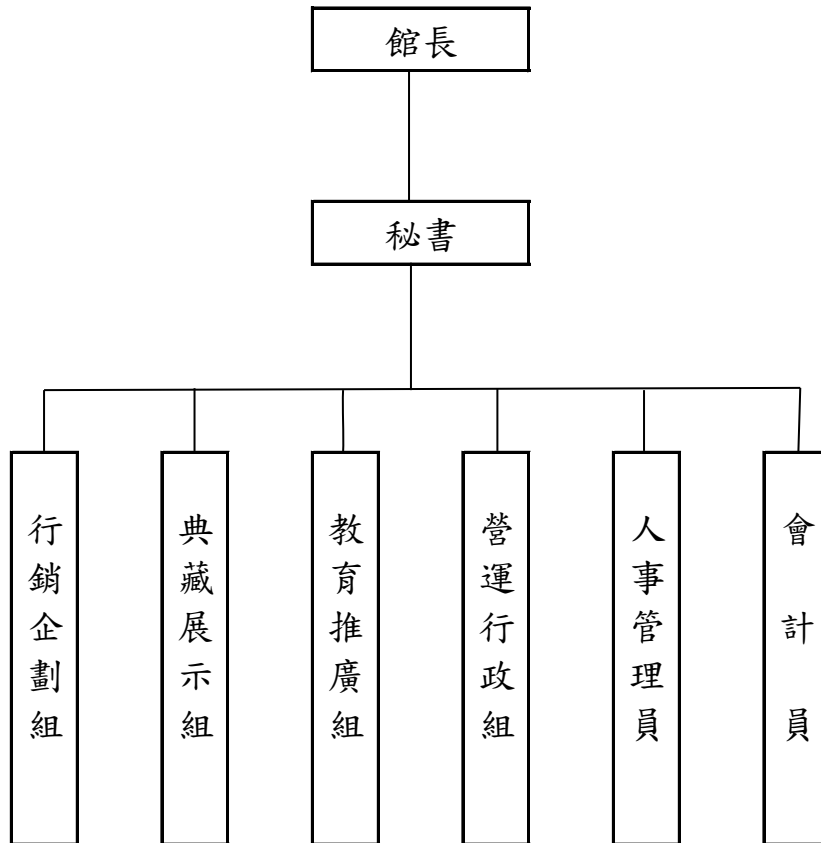 館長
秘書
行銷企劃組
典藏展示組
教育推廣組
營運行政組
人事管理員
會計員